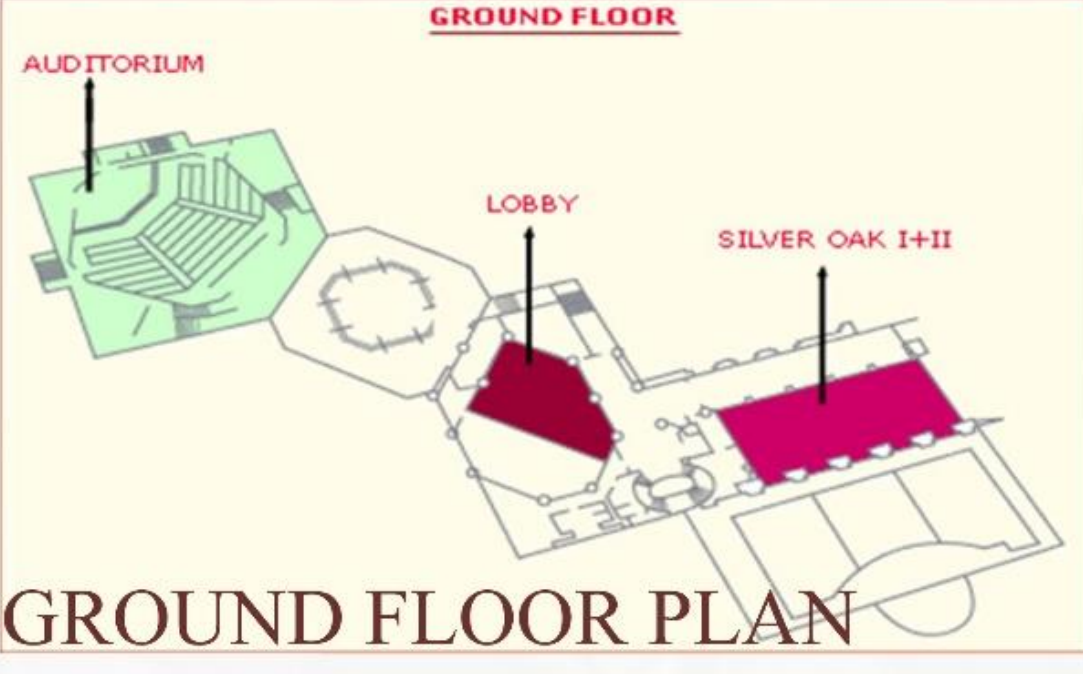 GROUND FLOOR
AUDITORIUM
LOBBY
SILVER OAK I+II
GROUND FLOOR PLAN